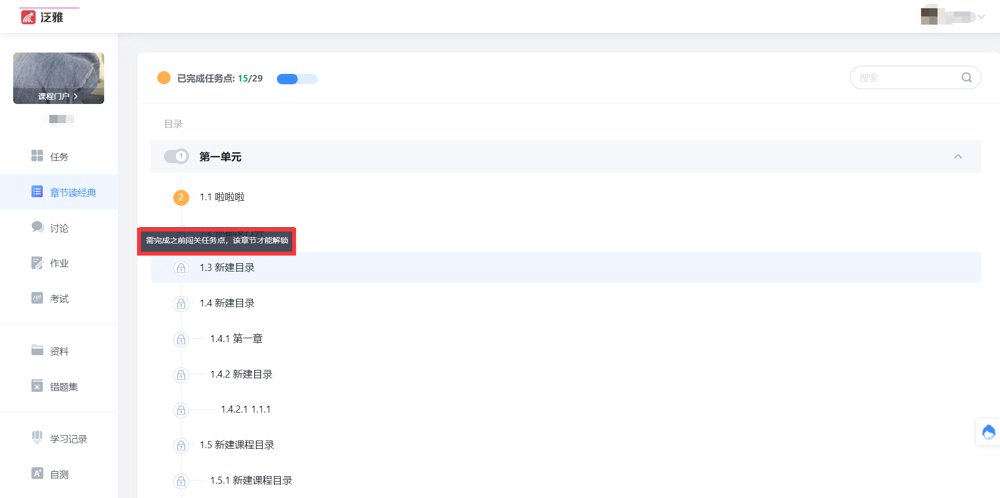 泛雅
课程门户
任务
章节读经典
讨论
作业
100
考试
资料
错题集
学习记录
A+
自测
已完成任务点: 15/29
搜索
目录
1
第一单元
2
1.1 啦啦啦
1.2 你都没打开
需完成之前闯关任务点，该章节才能解锁
1.3 新建目录
1.4 新建目录
1.4.1 第一章
1.4.2 新建目录
1.4.2.1 1.1.1
1.5 新建课程目录
1.5.1 新建课程目录